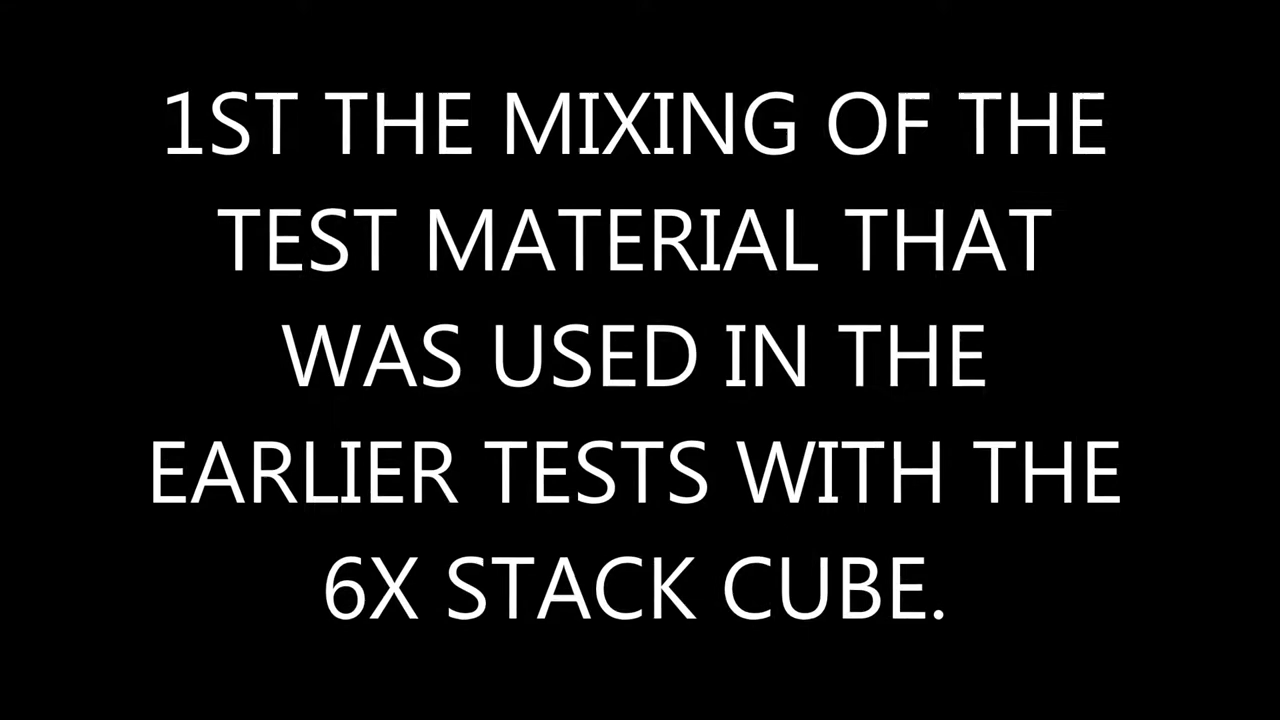 1ST THE MIXING OF THE
TEST MATERIAL THAT
WAS USED IN THE
EARLIER TESTS WITH THE
6X STACK CUBE.